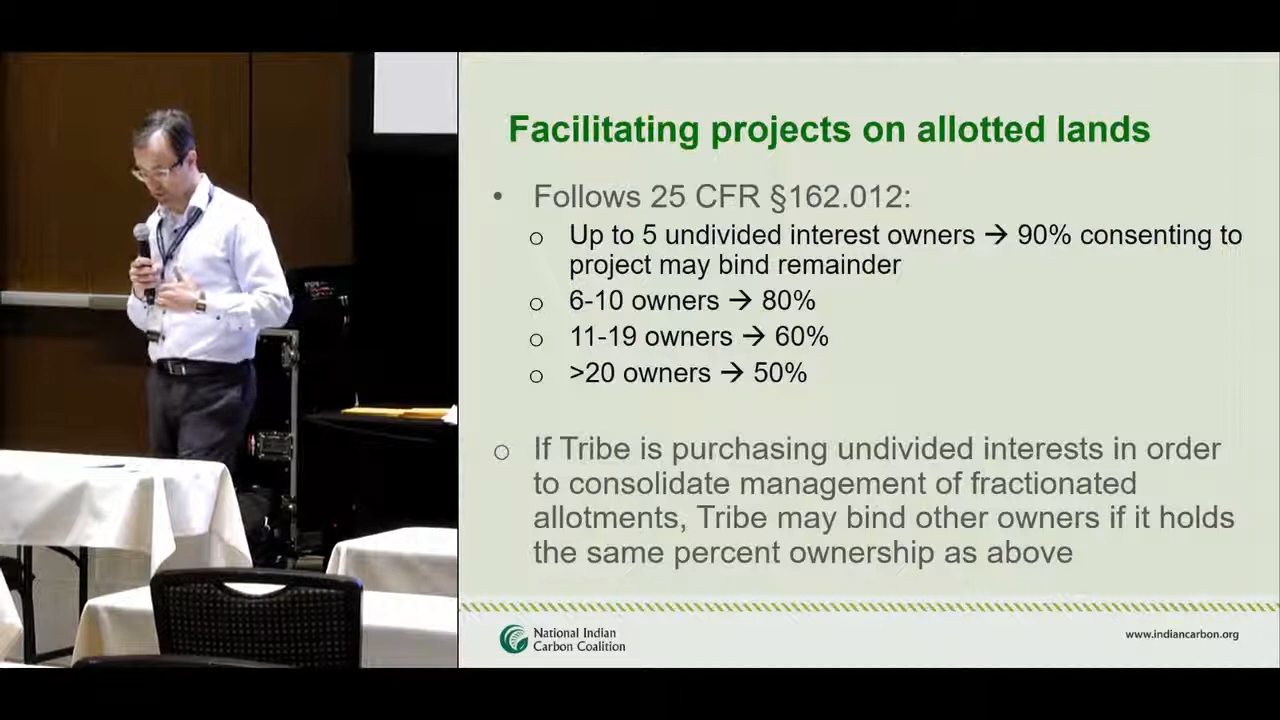 Facilitating projects on allotted lands
• Follows 25 CFR §162.012:
o Up to 5 undivided interest owners → 90% consenting to
project may bind remainder
o 6-10 owners → 80%
o 11-19 owners → 60%
o >20 owners → 50%
o If Tribe is purchasing undivided interests in order
to consolidate management of fractionated
allotments, Tribe may bind other owners if it holds
the same percent ownership as above
National Indian
Carbon Coalition
www.indiancarbon.org